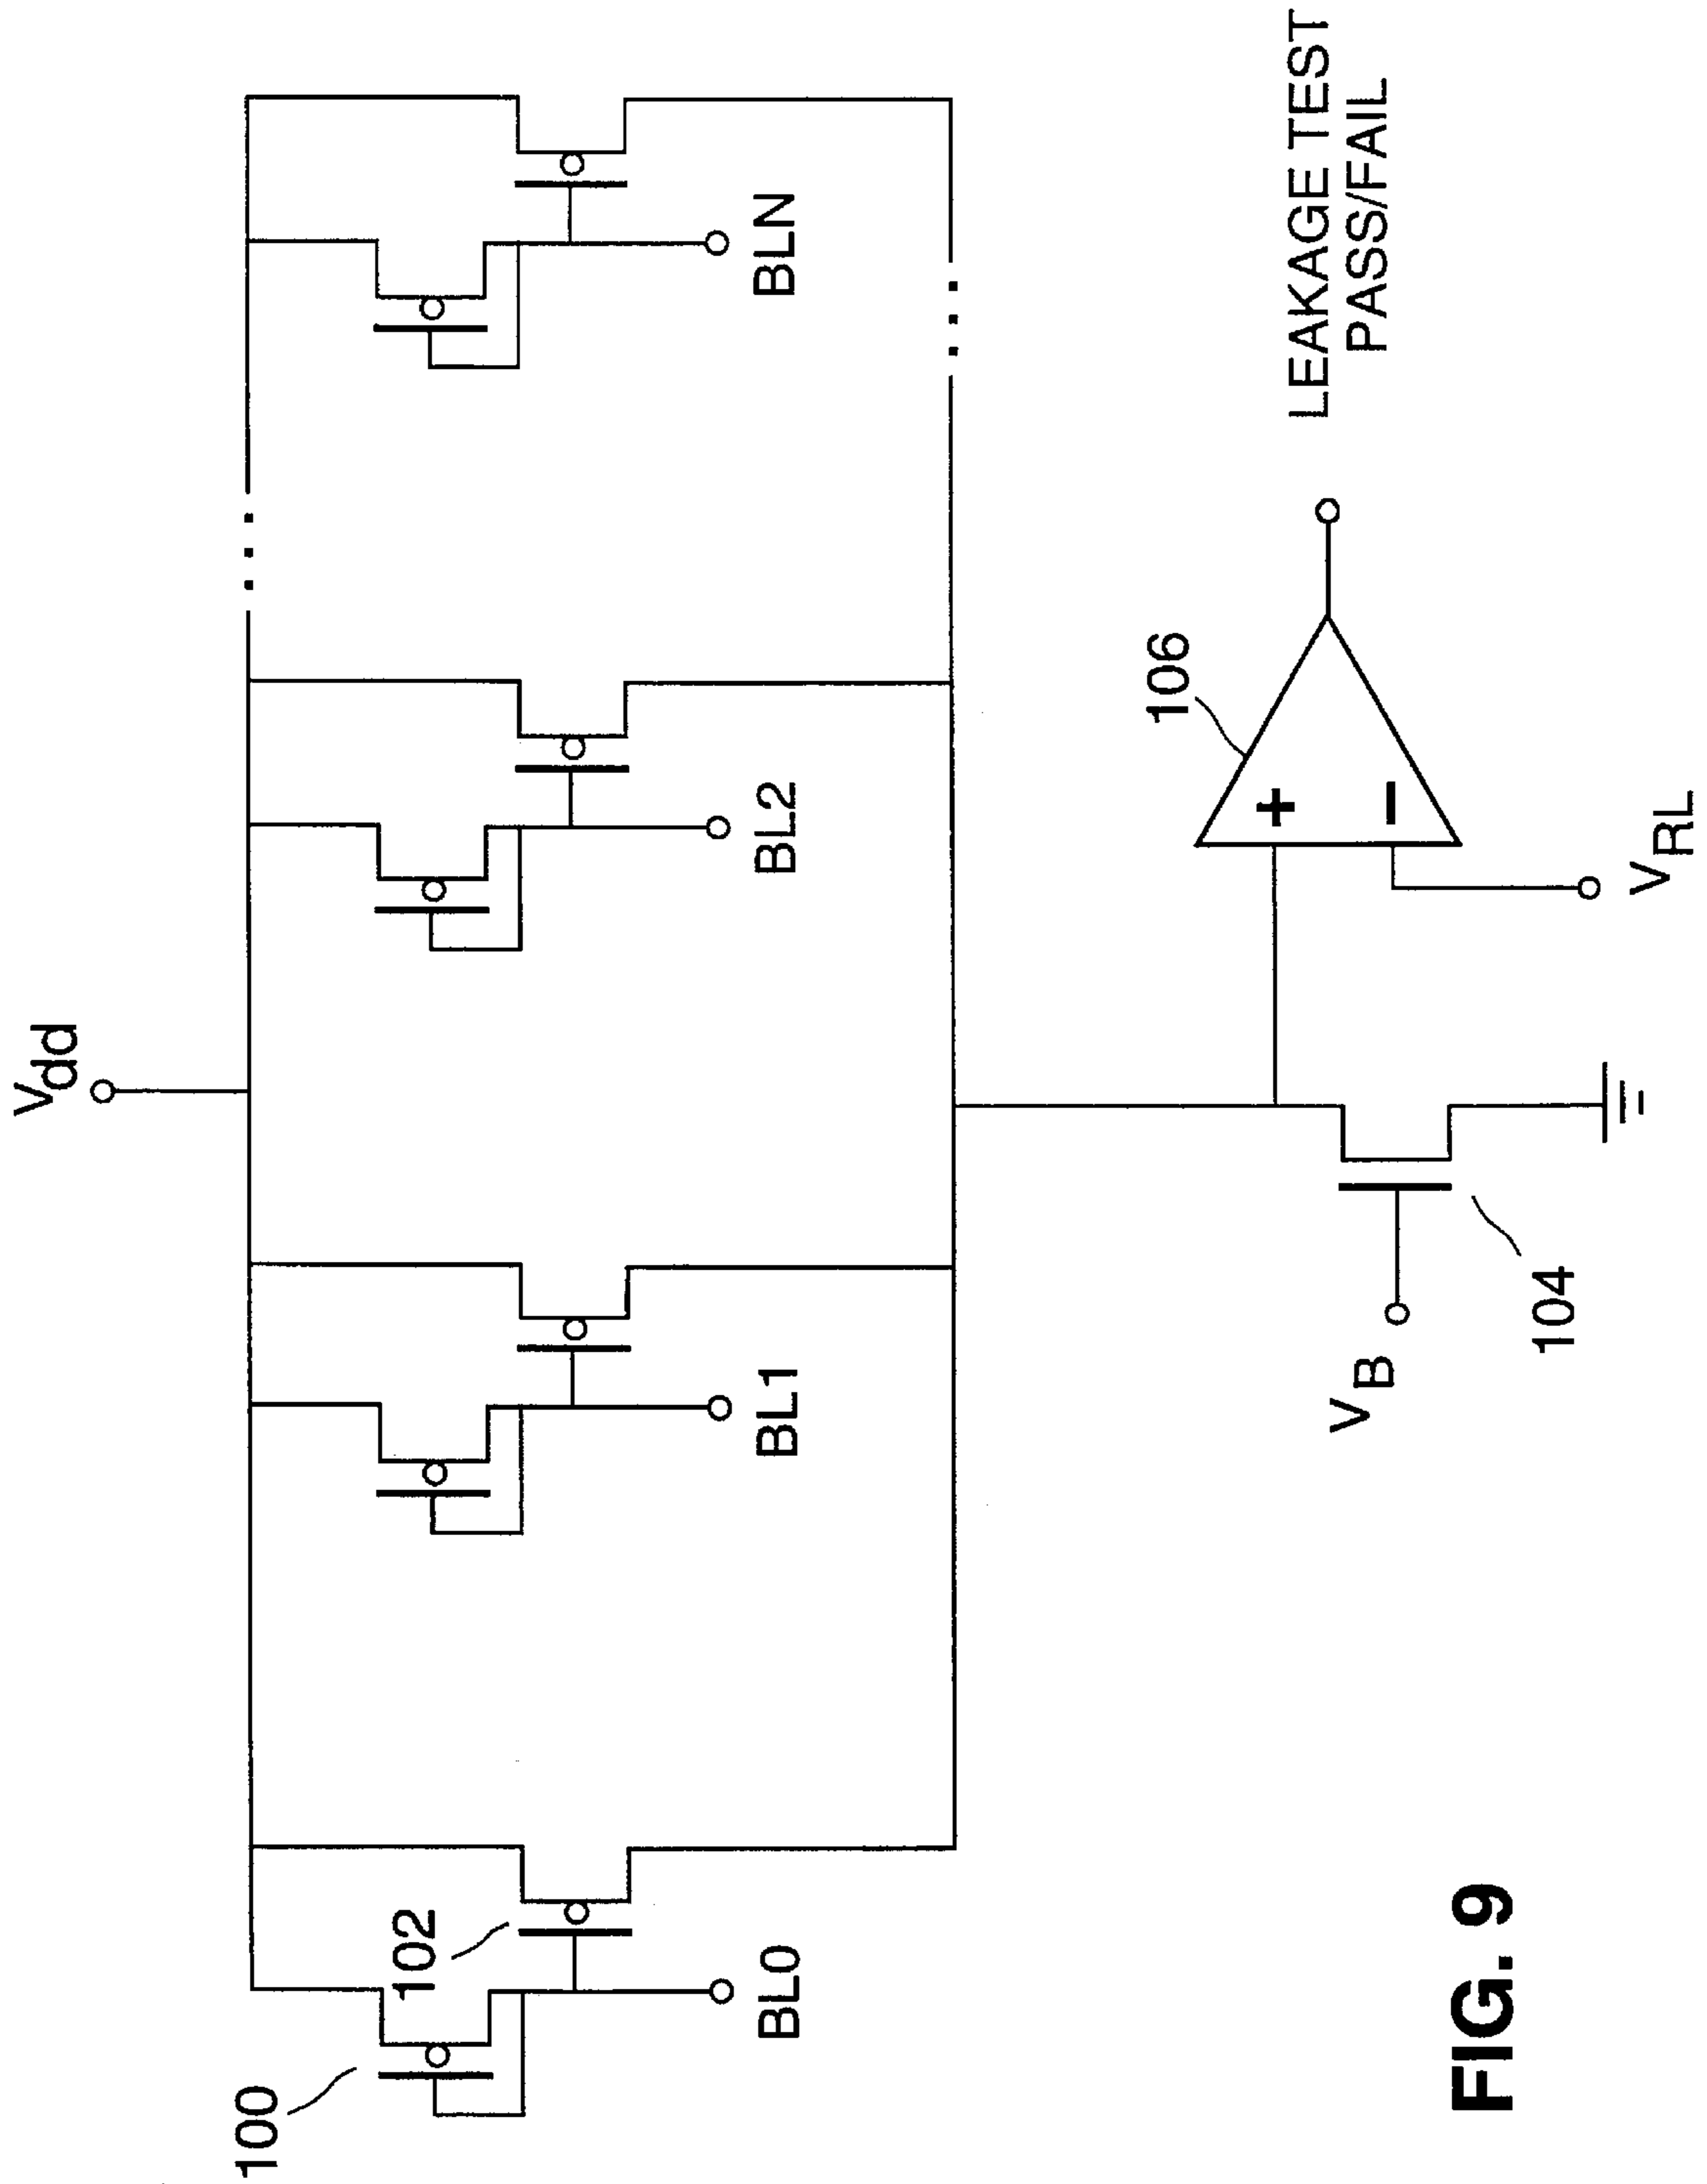 Vdd
100
102
BL0
BL1
BL2
BLN
VB
104
106
+
−
VRL
LEAKAGE TEST
PASS/FAIL
FIG. 9